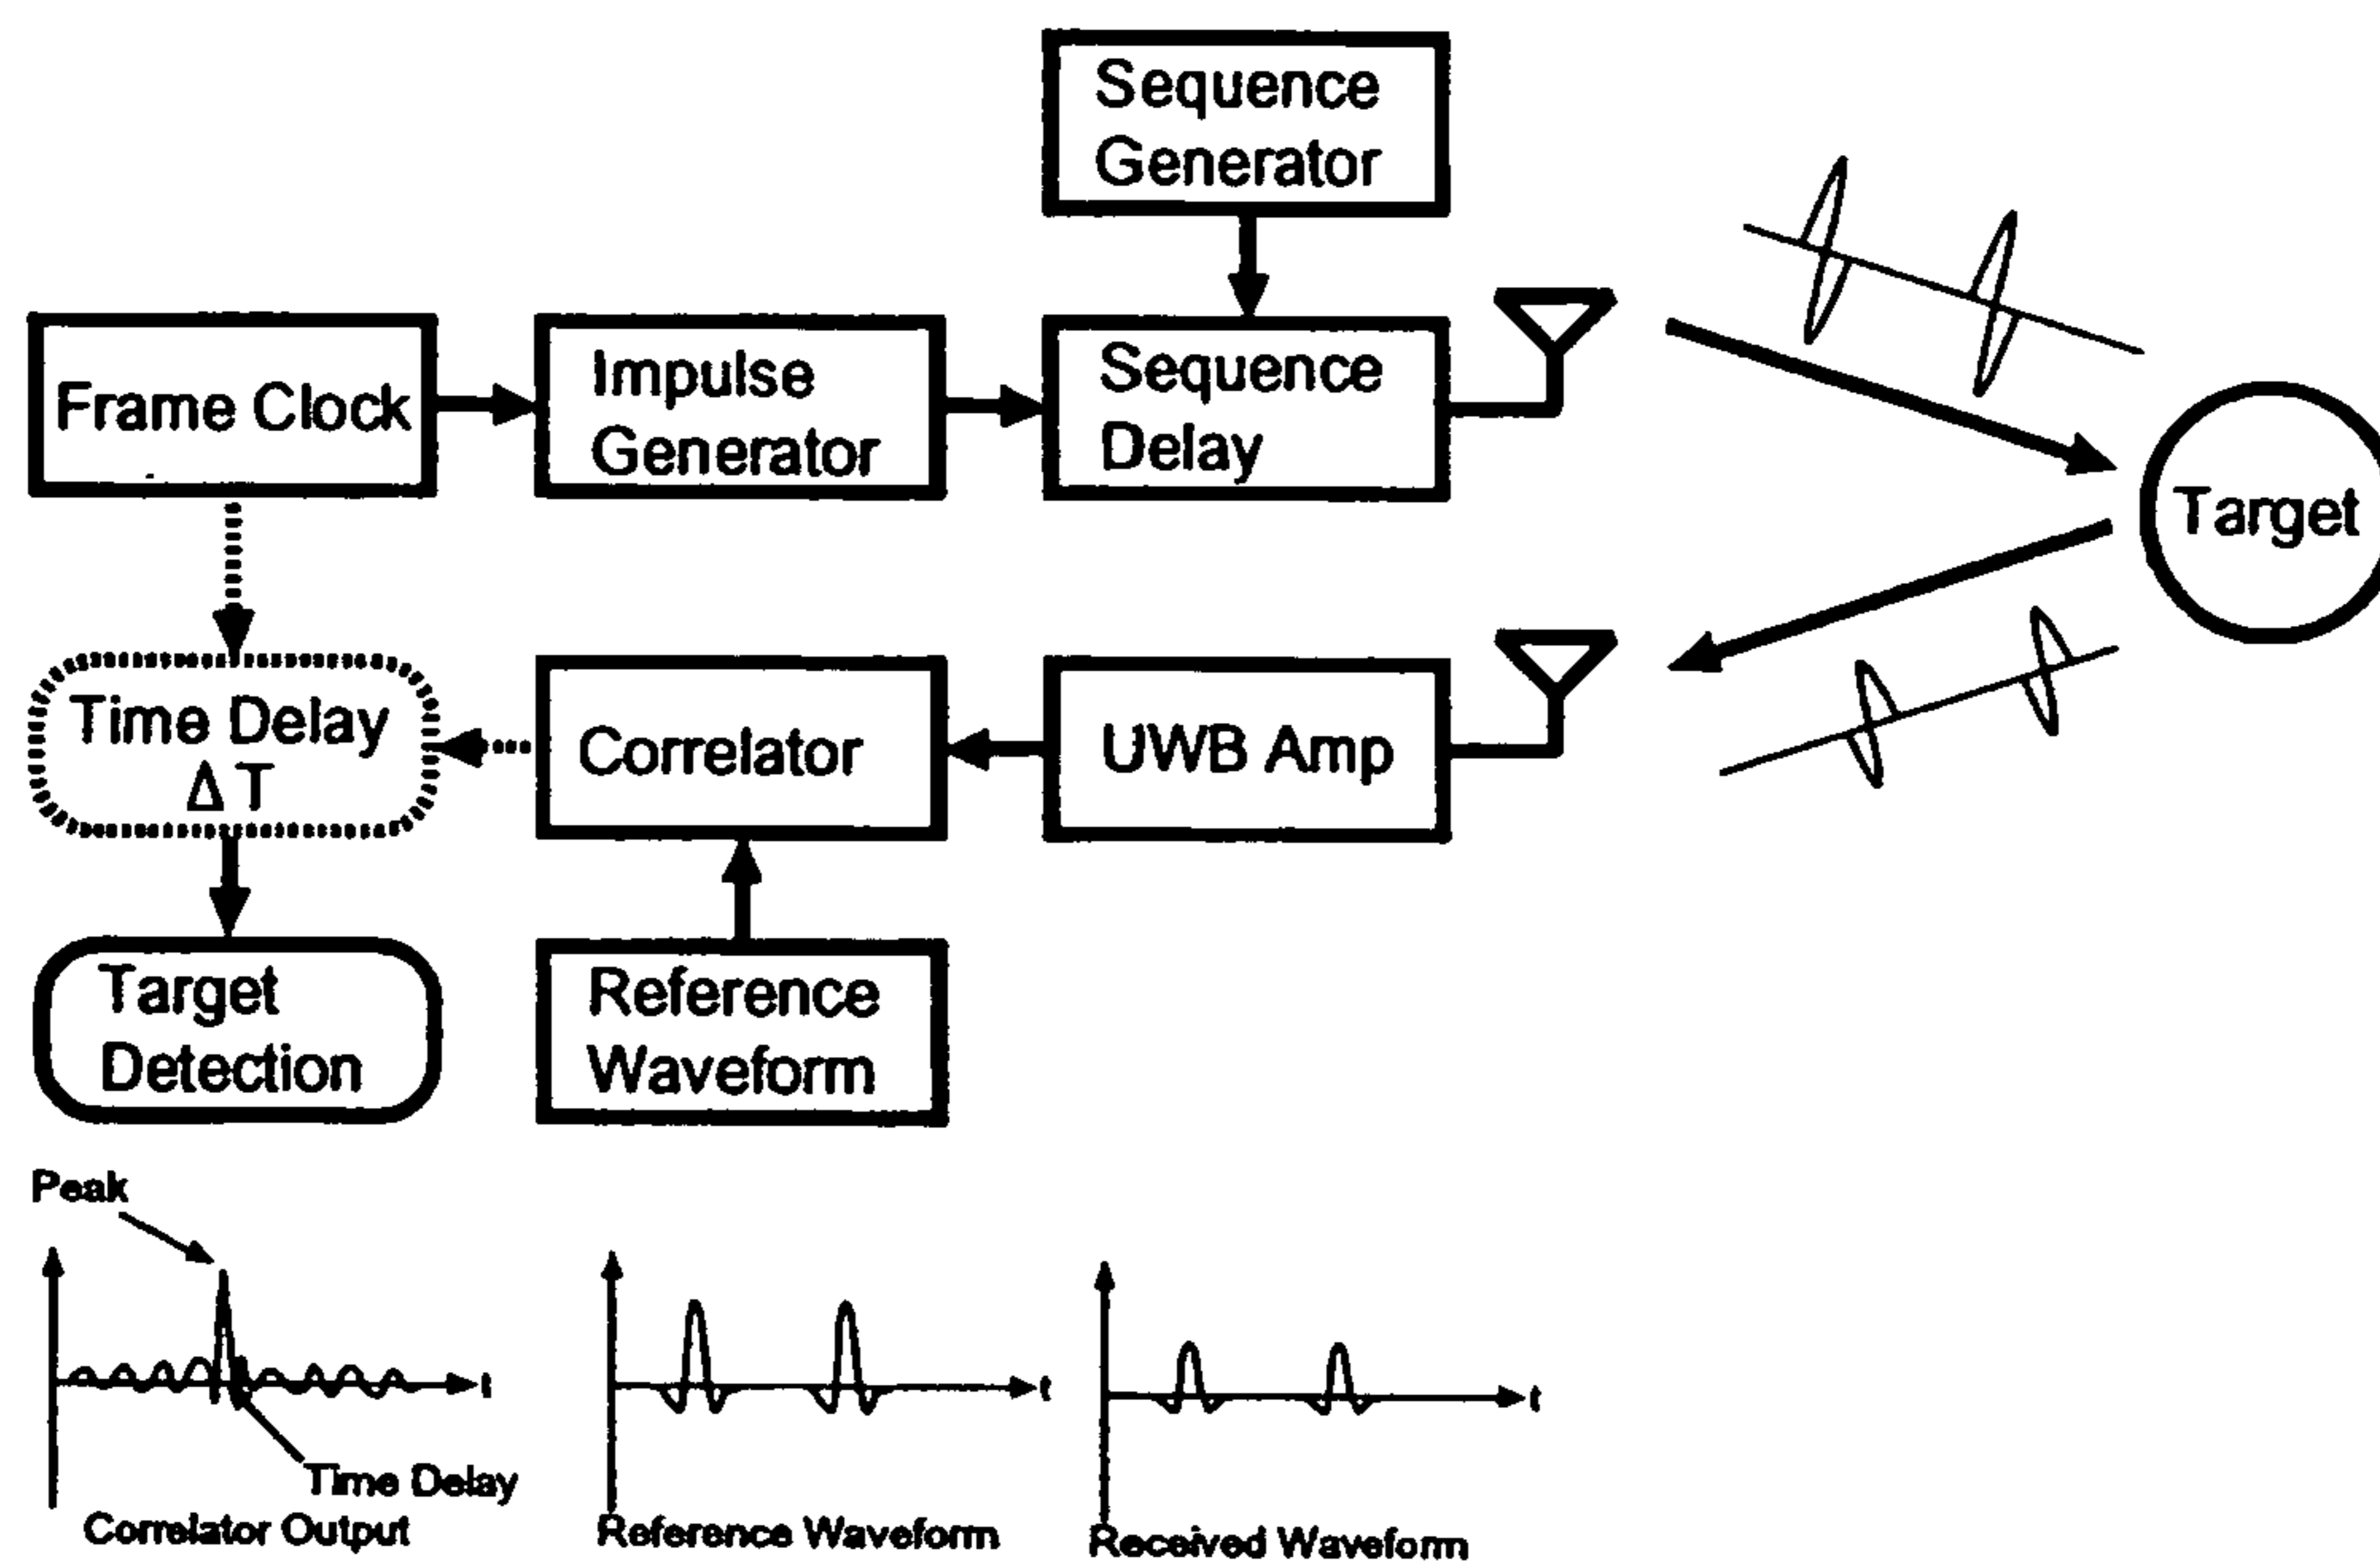 Sequence
Generator
Frame Clock
Impulse
Generator
Sequence
Delay
Target
Time Delay
Δ T
Correlator
UWB Amp
Target
Detection
Reference
Waveform
Peak
t
t
t
Time Delay
Correlator Output
Reference Waveform
Received Waveform